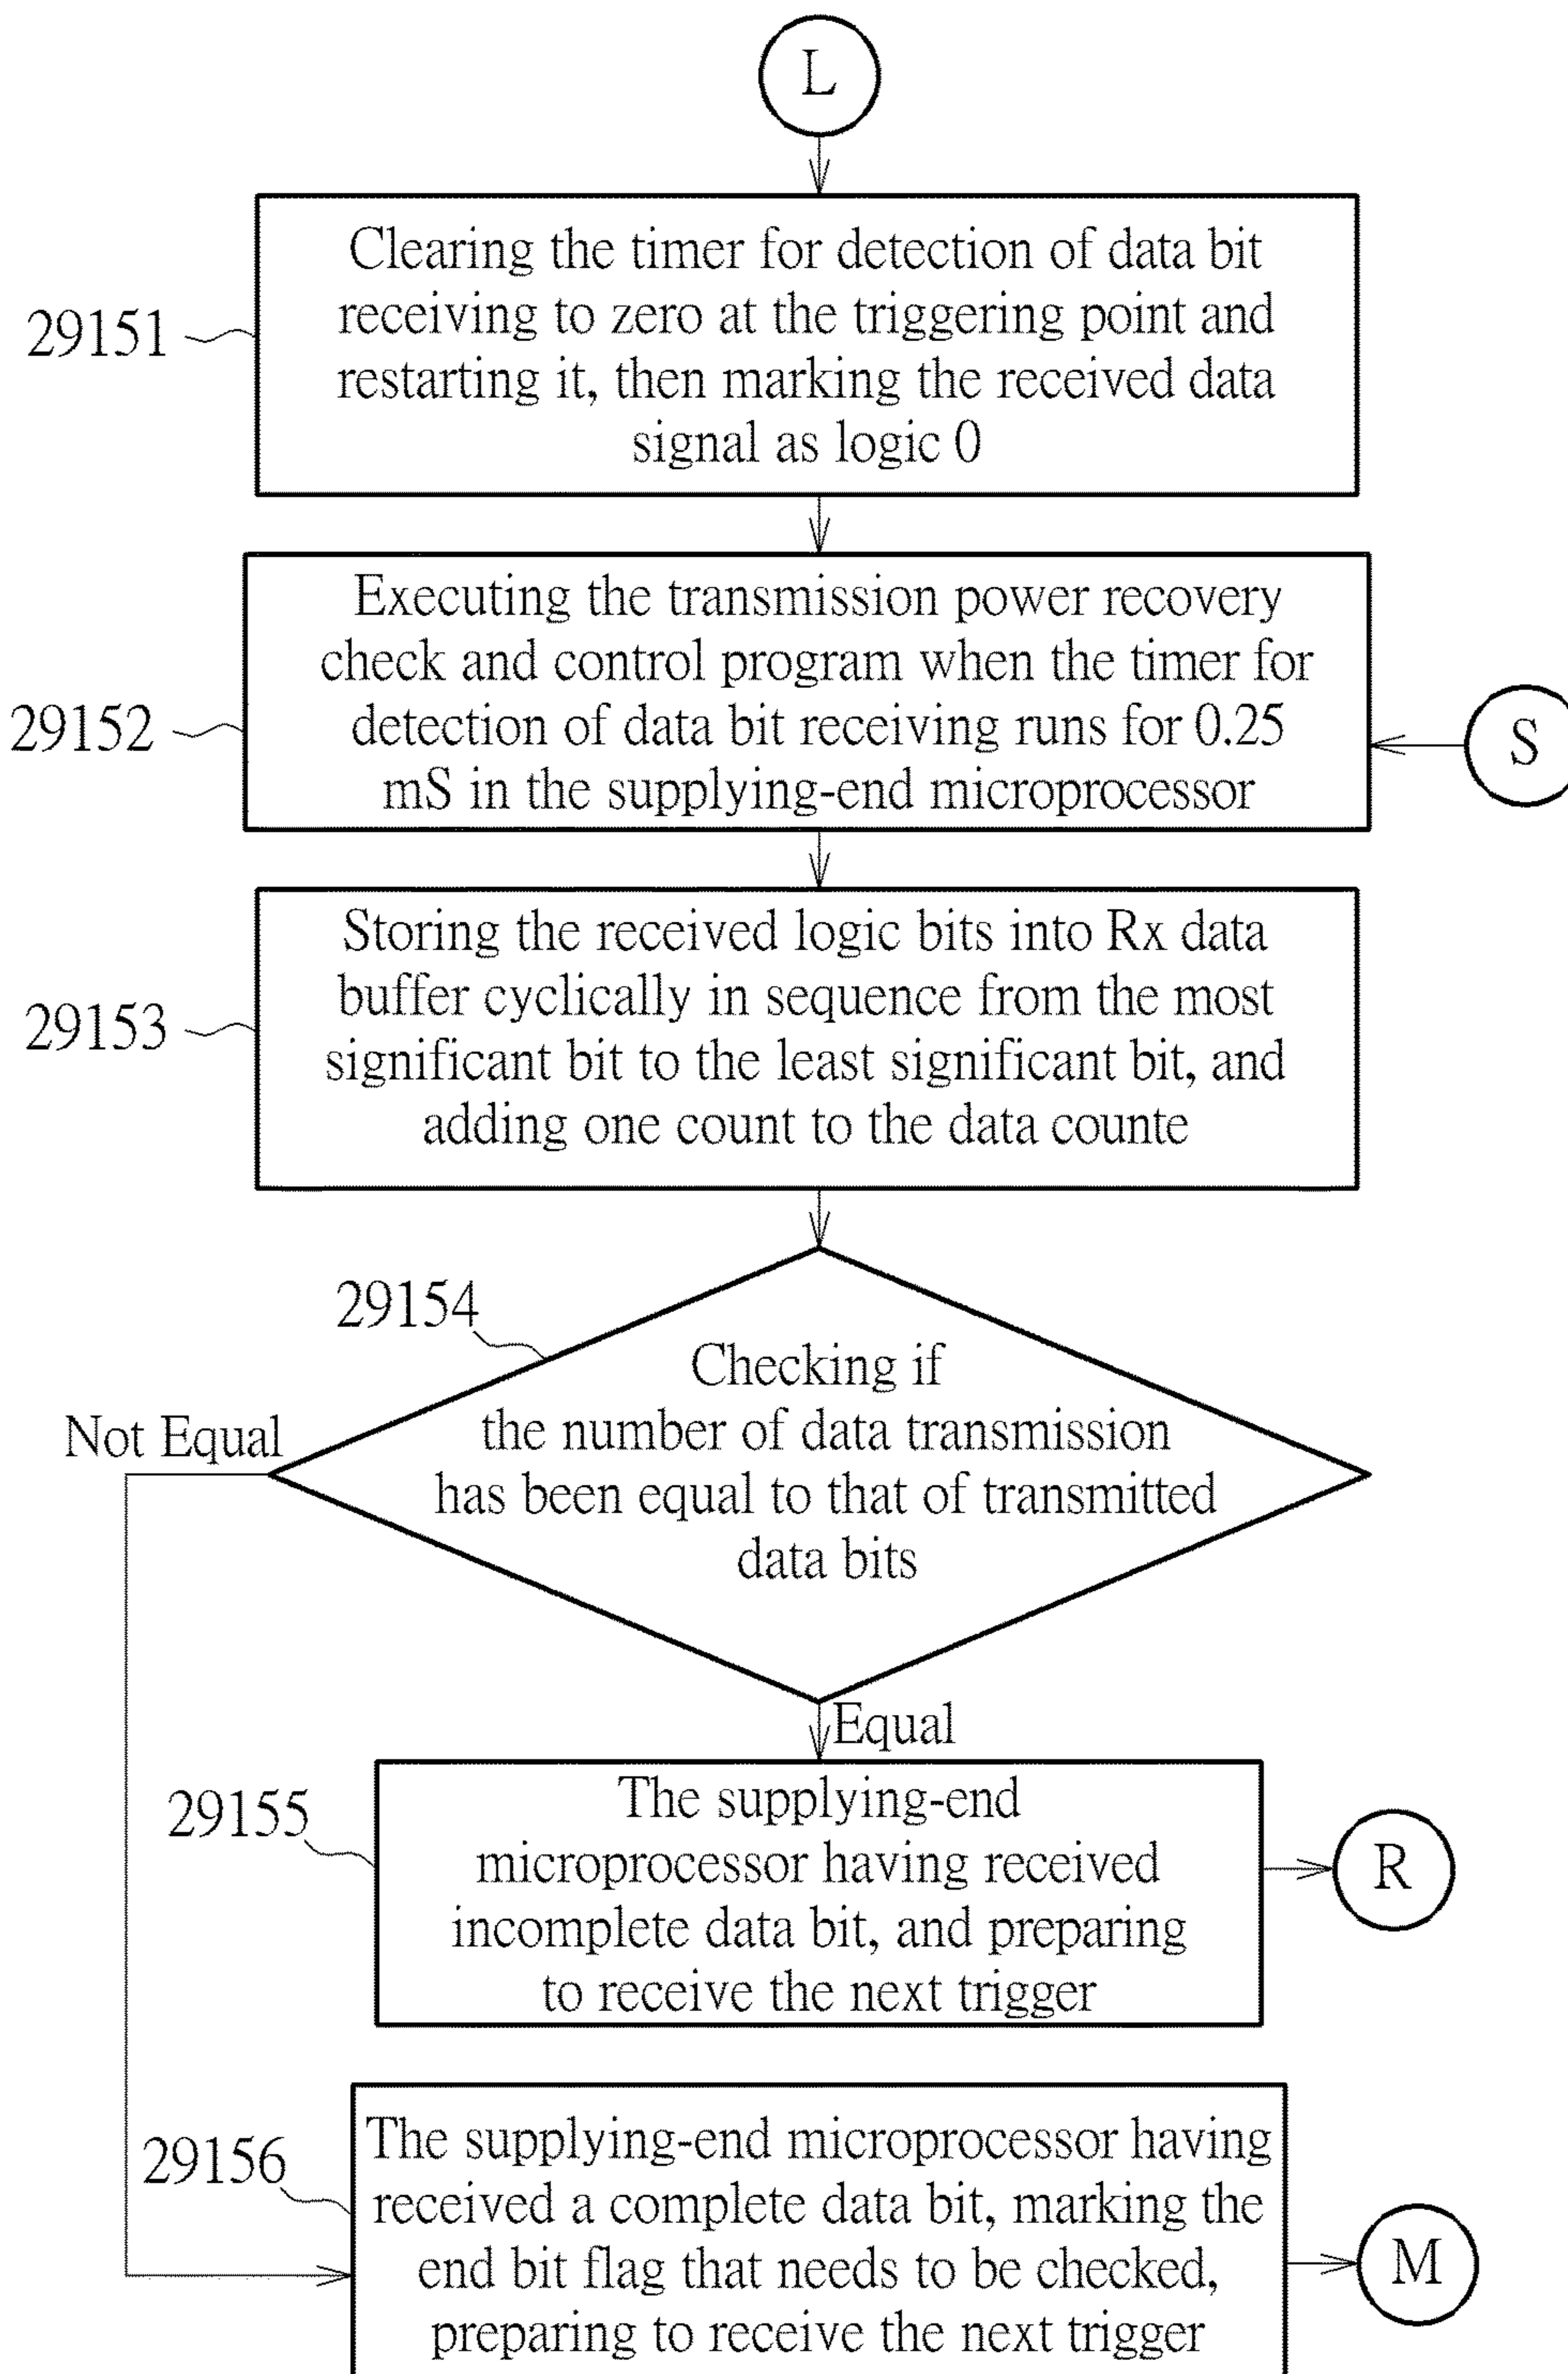 L
Clearing the timer for detection of data bit
receiving to zero at the triggering point and
restarting it, then marking the received data
signal as logic 0
29151
Executing the transmission power recovery
check and control program when the timer for
detection of data bit receiving runs for 0.25
mS in the supplying-end microprocessor
29152
S
Storing the received logic bits into Rx data
buffer cyclically in sequence from the most
significant bit to the least significant bit, and
adding one count to the data counte
29153
29154
Checking if
the number of data transmission
has been equal to that of transmitted
data bits
Not Equal
Equal
29155
The supplying-end
microprocessor having received
incomplete data bit, and preparing
to receive the next trigger
R
29156
The supplying-end microprocessor having
received a complete data bit, marking the
end bit flag that needs to be checked,
preparing to receive the next trigger
M